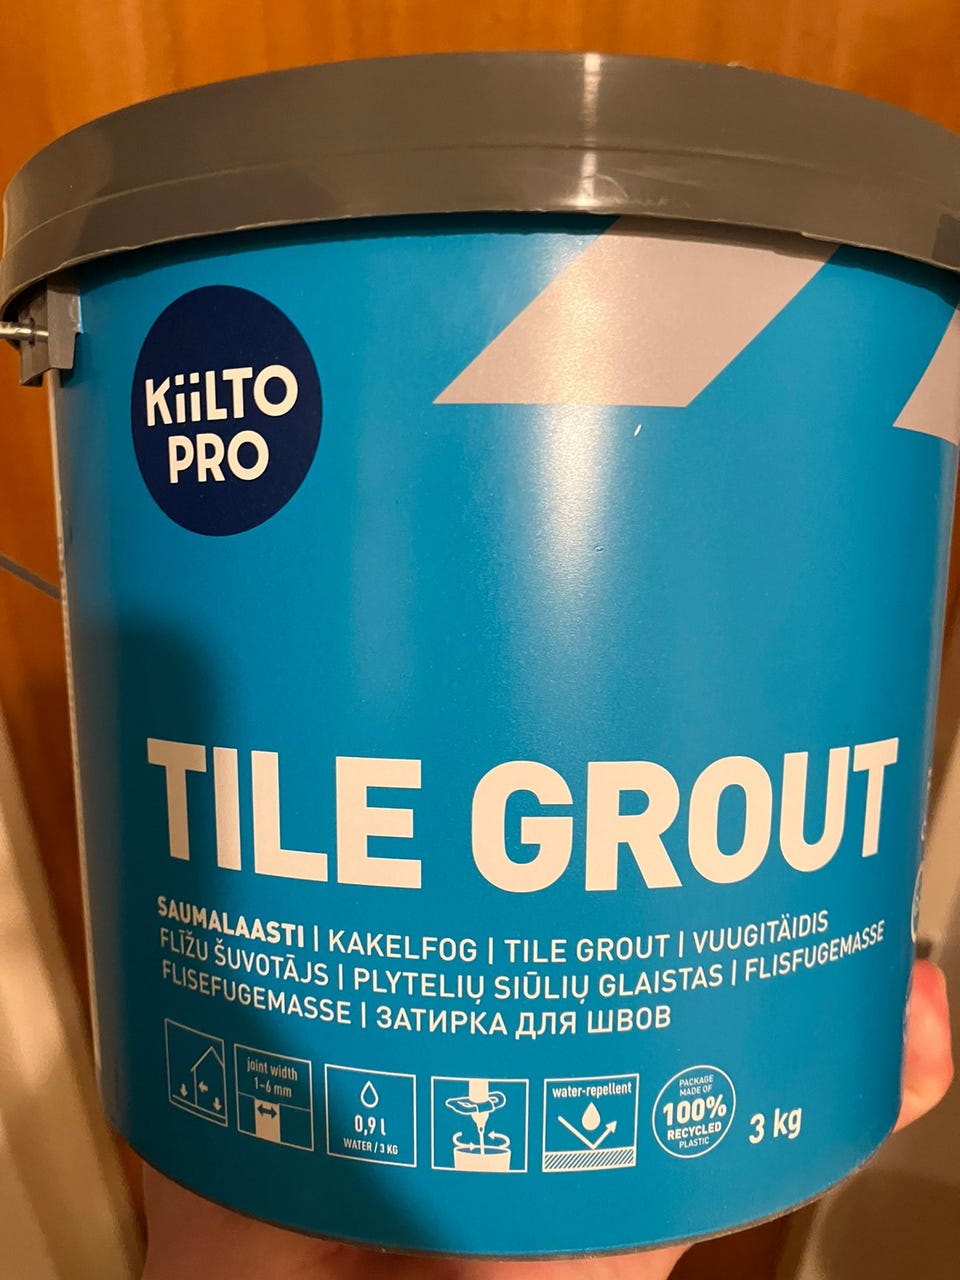 KiiLTO
PRO
TILE GROUT
SAUMALAASTI | KAKELFOG | TILE GROUT | VUUGITÄIDIS
FLĪŽU ŠUVOTĀJS | PLYTELIŲ SIŪLIŲ GLAISTAS | FLISFUGEMASSE
FLISEFUGEMASSE | ЗАТИРКА ДЛЯ ШВОВ
joint width
1-6 mm
0,9 l
WATER / 3 KG
water-repellent
PACKAGE
MADE OF
100%
RECYCLED
PLASTIC
3 kg